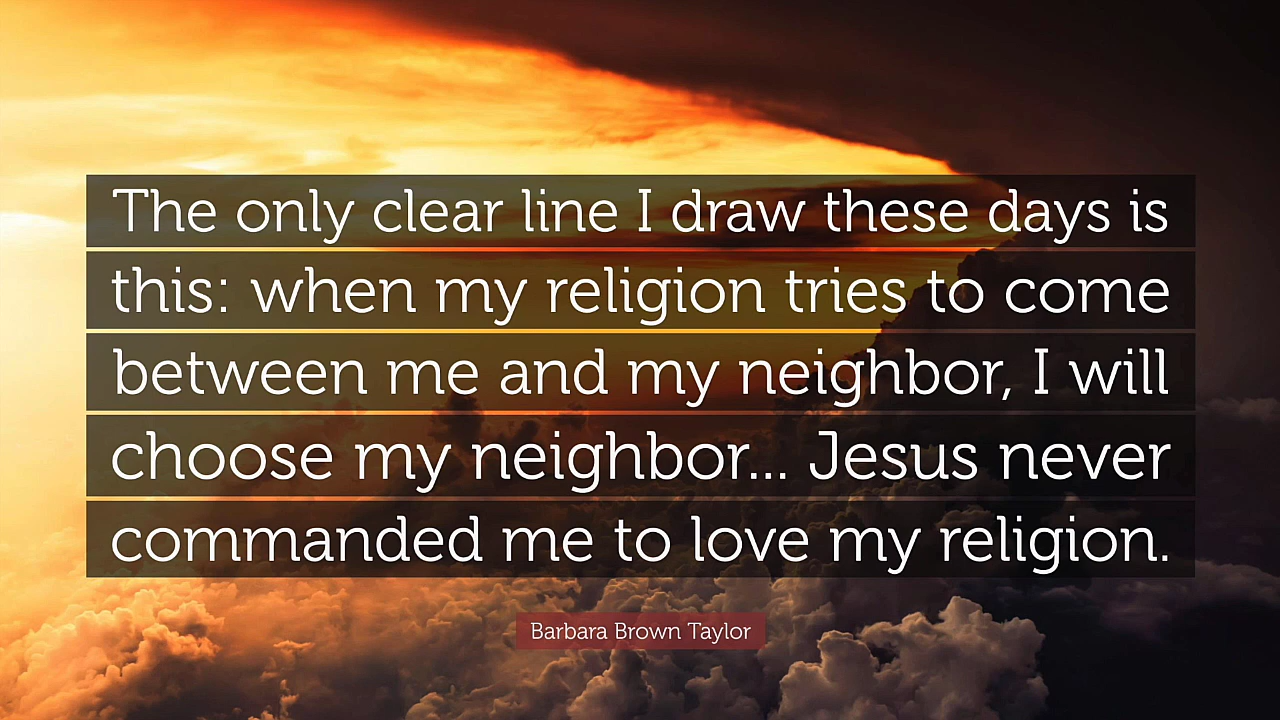 The only clear line I draw these days is
this: when my religion tries to come
between me and my neighbor, I will
choose my neighbor... Jesus never
commanded me to love my religion.
Barbara Brown Taylor